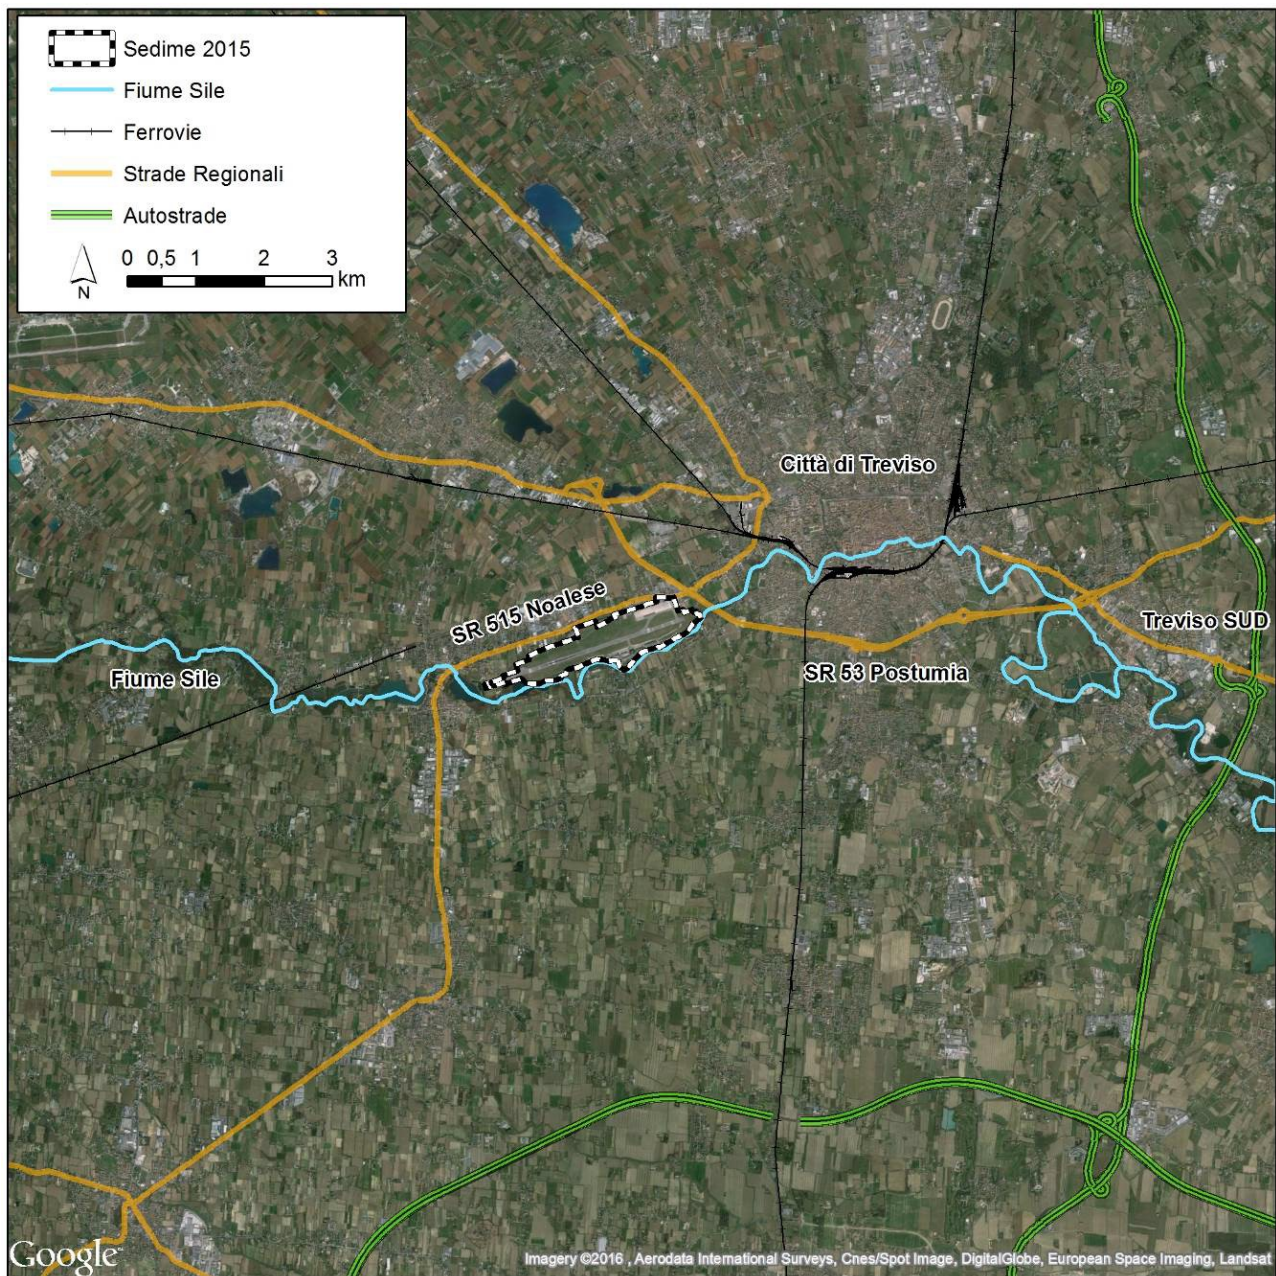 Sedime 2015
Fiume Sile
Ferrovie
Strade Regionali
Autostrade
N
0 0,5 1 2 3
km
Città di Treviso
SR 515 Noalese
Treviso SUD
Fiume Sile
SR 53 Postumia
Google
Imagery ©2016 , Aerodata International Surveys, Cnes/Spot Image, DigitalGlobe, European Space Imaging, Landsat